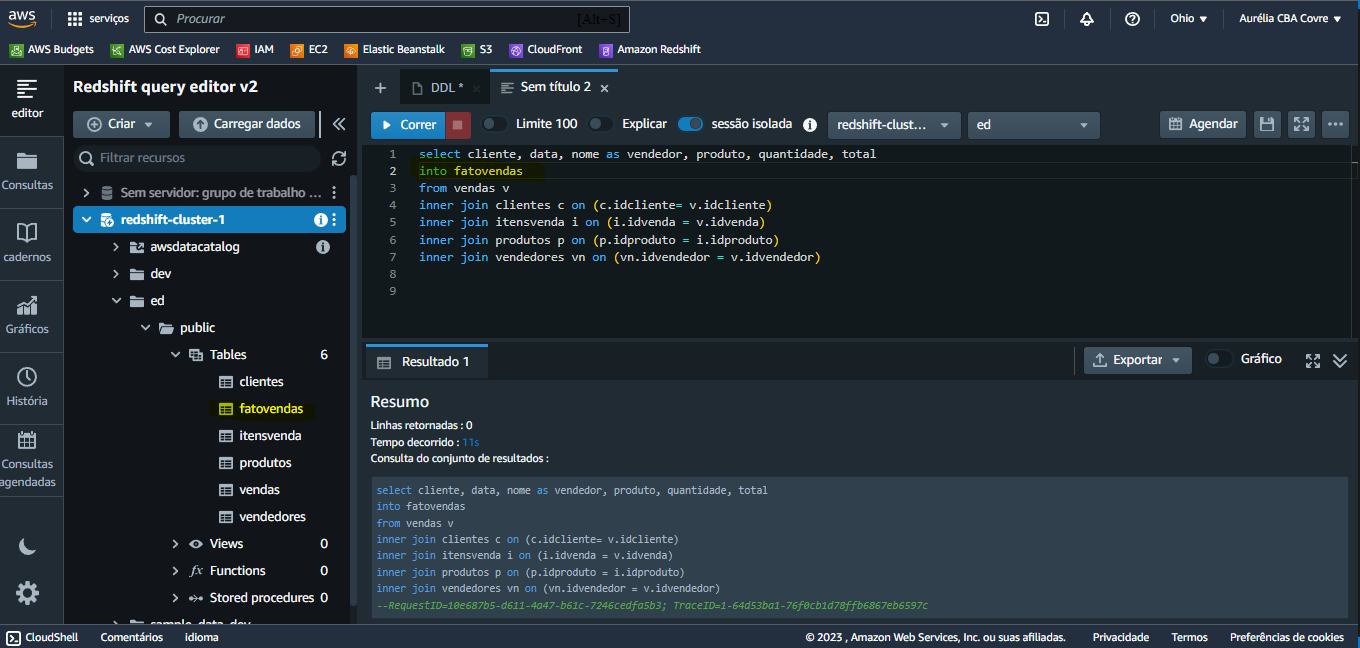 aws serviços Procurar [Alt+S] Ohio Aurélia CBA Covre
AWS Budgets AWS Cost Explorer IAM EC2 Elastic Beanstalk S3 CloudFront Amazon Redshift
editor
Consultas
cadernos
Gráficos
História
Consultas
agendadas
Redshift query editor v2
Criar Carregar dados
Filtrar recursos
Sem servidor: grupo de trabalho ...
redshift-cluster-1
awsdatacatalog
dev
ed
public
Tables 6
clientes
fatovendas
itensvenda
produtos
vendas
vendedores
Views 0
fx Functions 0
Stored procedures 0
sample_data_dev
DDL * Sem título 2
Correr Limite 100 Explicar sessão isolada redshift-clust... ed Agendar
1 select cliente, data, nome as vendedor, produto, quantidade, total
2 into fatovendas
3 from vendas v
4 inner join clientes c on (c.idcliente= v.idcliente)
5 inner join itensvenda i on (i.idvenda = v.idvenda)
6 inner join produtos p on (p.idproduto = i.idproduto)
7 inner join vendedores vn on (vn.idvendedor = v.idvendedor)
8
9
Resultado 1 Exportar Gráfico
Resumo
Linhas retornadas : 0
Tempo decorrido : 11s
Consulta do conjunto de resultados :
select cliente, data, nome as vendedor, produto, quantidade, total
into fatovendas
from vendas v
inner join clientes c on (c.idcliente= v.idcliente)
inner join itensvenda i on (i.idvenda = v.idvenda)
inner join produtos p on (p.idproduto = i.idproduto)
inner join vendedores vn on (vn.idvendedor = v.idvendedor)
--RequestID=10e687b5-d611-4a47-b61c-7246cedfa5b3; TraceID=1-64d53ba1-76f0cb1d78ffb6867eb6597c
CloudShell Comentários idioma © 2023 , Amazon Web Services, Inc. ou suas afiliadas. Privacidade Termos Preferências de cookies